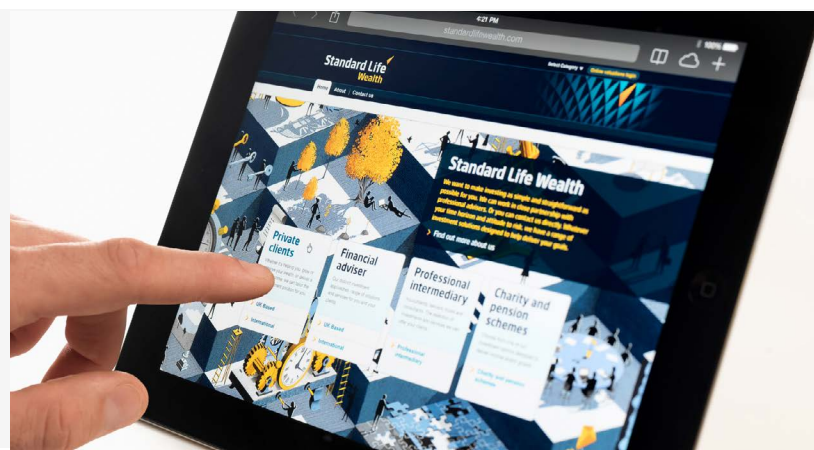 4:21 PM
standardlifewealth.com
100%
Standard Life
Wealth
Select Category
Online valuations login
Home
About
Contact us
Standard Life Wealth
We want to make investing as simple and straightforward as
possible for you. We can work in close partnership with
professional advisers. Or you can contact us directly. Whatever
your time horizon and attitude to risk, we have a range of
investment solutions designed to help deliver your goals.
Find out more about us
Private
clients
UK Based
International
Financial
adviser
UK Based
International
Professional
intermediary
Professional
intermediary
Charity and
pension
schemes
Charity and pension
schemes